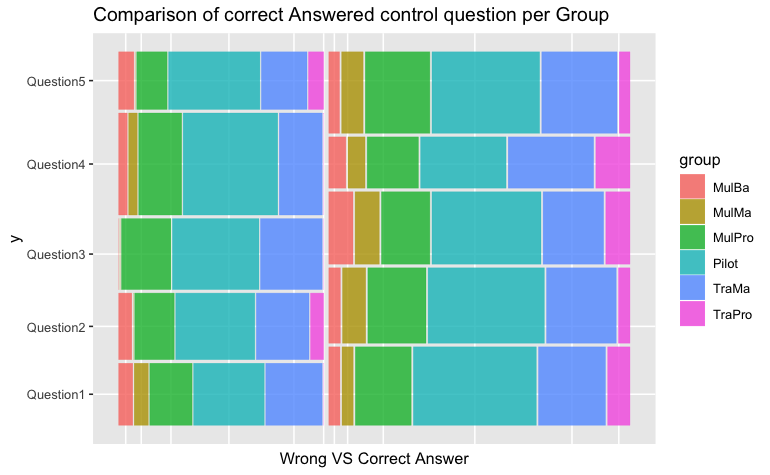 Comparison of correct Answered control question per Group
Question5
Question4
Question3
Question2
Question1
y
Wrong VS Correct Answer
group
MulBa
MulMa
MulPro
Pilot
TraMa
TraPro